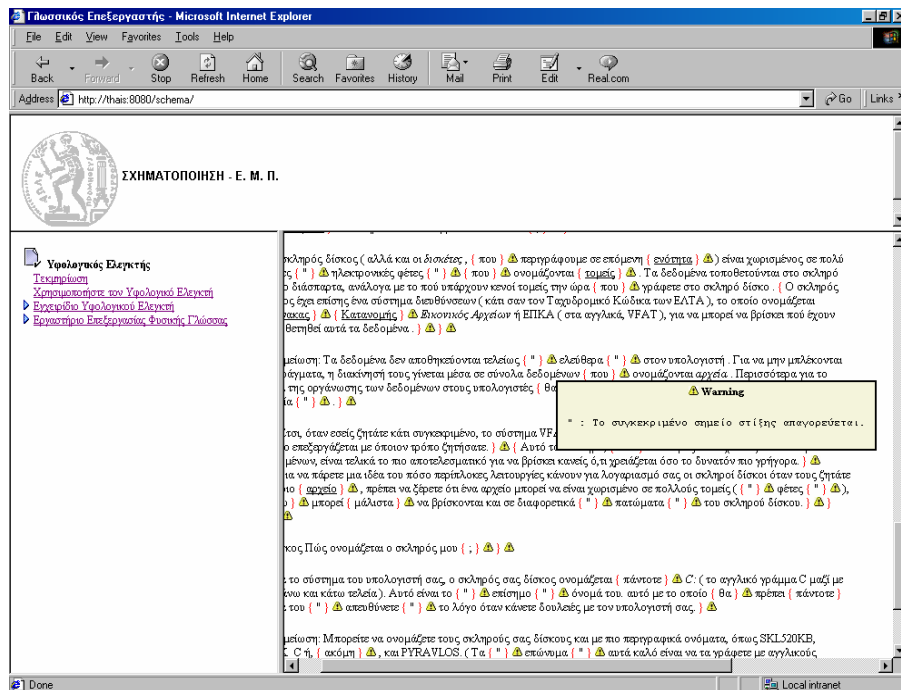 Γλωσσικός Επεξεργαστής - Microsoft Internet Explorer
File Edit View Favorites Tools Help
Back Forward Stop Refresh Home Search Favorites History Mail Print Edit Real.com
Address http://thais:8080/schema/ Go Links
ΣΧΗΜΑΤΟΠΟΙΗΣΗ - Ε. Μ. Π.
Υφολογικός Ελεγκτής
Τεκμηρίωση
Χρησιμοποιήστε τον Υφολογικό Ελεγκτή
Εγχειρίδιο Υφολογικού Ελεγκτή
Εργαστήριο Επεξεργασίας Φυσικής Γλώσσας
σκληρός δίσκος ( αλλά και οι δισκέτες , { που } περιγράφουμε σε επόμενη { ενότητα } ) είναι χωρισμένος σε πολύ
{ " } ηλεκτρονικές φέτες { " } { που } ονομάζονται { τομείς } . Τα δεδομένα τοποθετούνται στο σκληρό
διάσπαρτα, ανάλογα με το πού υπάρχουν κενοί τομείς την ώρα { που } γράφετε στο σκληρό δίσκο . { Ο σκληρός
έχει επίσης ένα σύστημα διευθύνσεων ( κάτι σαν τον Ταχυδρομικό Κώδικα των ΕΛΤΑ ), το οποίο ονομάζεται
} { Κατανομής } Εικονικός Αρχείων ή ΕΠΙΚΑ ( στα αγγλικά, VFAT ), για να μπορεί να βρίσκει πού έχουν
θετηθεί αυτά τα δεδομένα . } }
μείωση: Τα δεδομένα δεν αποθηκεύονται τελείως { " } ελεύθερα { " } στον υπολογιστή . Για να μην μπλέκονται
ράγματα, η διακίνησή τους γίνεται μέσα σε σύνολα δεδομένων { που } ονομάζονται αρχεία . Περισσότερα για το
της οργάνωσης των δεδομένων στους υπολογιστές { θα
ία { " } . }
Warning
" : Το συγκεκριμένο σημείο στίξης απαγορεύεται.
Έτσι, όταν εσείς ζητάτε κάτι συγκεκριμένο, το σύστημα VFA
ο επεξεργάζεται με όποιον τρόπο ζητήσατε. } { Αυτό τ
μένων, είναι τελικά το πιο αποτελεσματικό για να βρίσκει κανείς ό,τι χρειάζεται όσο το δυνατόν πιο γρήγορα. }
ια να πάρετε μια ιδέα του πόσο περίπλοκες λειτουργίες κάνουν για λογαριασμό σας οι σκληροί δίσκοι όταν τους ζητάτε
ιο { αρχείο } , πρέπει να ξέρετε ότι ένα αρχείο μπορεί να είναι χωρισμένο σε πολλούς τομείς ( { " } φέτες { " } ),
} μπορεί { μάλιστα } να βρίσκονται και σε διαφορετικά { " } πατώματα { " } του σκληρού δίσκου. } }
κος Πώς ονομάζεται ο σκληρός μου { ; } }
το σύστημα του υπολογιστή σας, ο σκληρός σας δίσκος ονομάζεται { πάντοτε } C: ( το αγγλικό γράμμα C μαζί με
άνω και κάτω τελεία ). Αυτό είναι το { " } επίσημο { " } όνομά του. αυτό με το οποίο { θα } πρέπει { πάντοτε }
του { " } απευθύνετε { " } το λόγο όταν κάνετε δουλειές με τον υπολογιστή σας. }
μείωση: Μπορείτε να ονομάζετε τους σκληρούς σας δίσκους και με πιο περιγραφικά ονόματα, όπως SKL520KB,
C ή, { ακόμη } , και PYRAVLOS. ( Τα { " } επώνυμα { " } αυτά καλό είναι να τα γράφετε με αγγλικούς
Done Local intranet